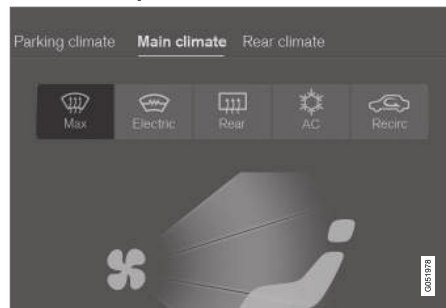 Parking climate Main climate Rear climate
Max Electric Rear AC Recirc
G051978